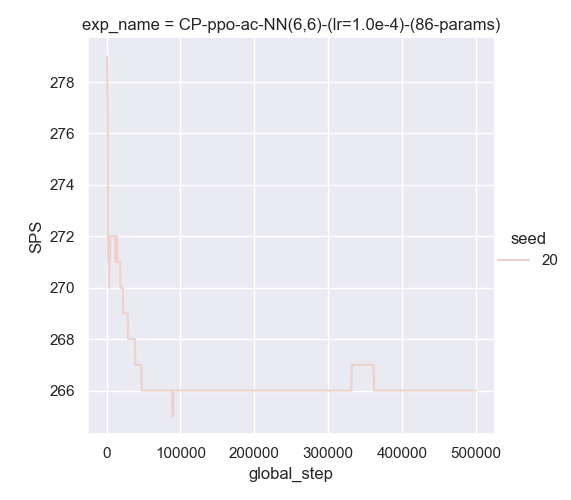 exp_name = CP-ppo-ac-NN(6,6)-(lr=1.0e-4)-(86-params)
278
276
274
272
270
268
266
SPS
seed
20
0 100000 200000 300000 400000 500000
global_step